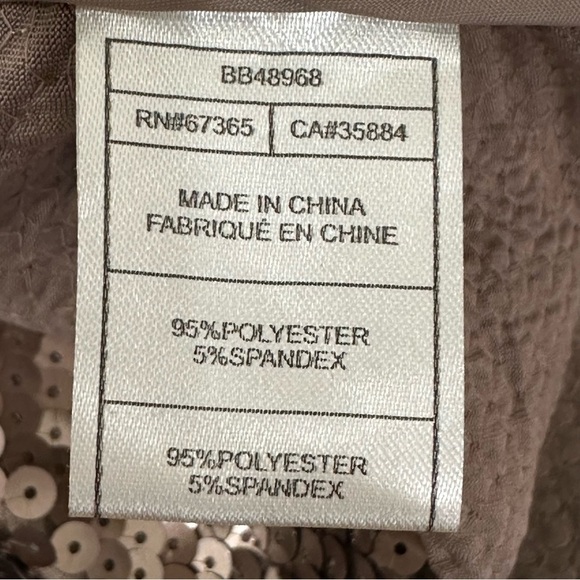 BB48968
RN#67365 CA#35884
MADE IN CHINA
FABRIQUÉ EN CHINE
95%POLYESTER
5%SPANDEX
95%POLYESTER
5%SPANDEX